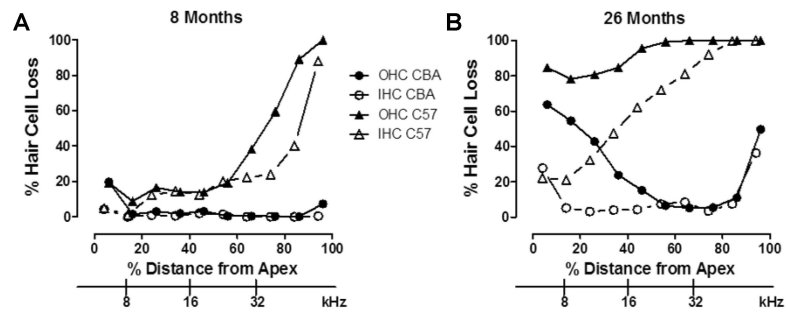 A
8 Months
% Hair Cell Loss
100
80
60
40
20
0
0 20 40 60 80 100
% Distance from Apex
8 16 32 kHz
OHC CBA
IHC CBA
OHC C57
IHC C57
B
26 Months
% Hair Cell Loss
100
80
60
40
20
0
0 20 40 60 80 100
% Distance from Apex
8 16 32 kHz